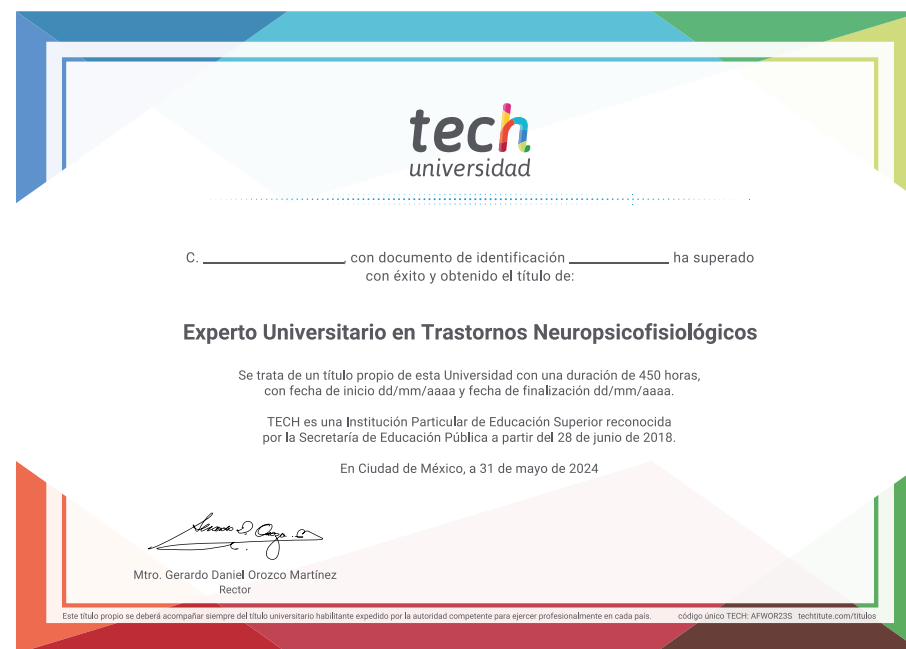 tech
universidad
C. ____________, con documento de identificación ____________ ha superado
con éxito y obtenido el título de:
Experto Universitario en Trastornos Neuropsicofisiológicos
Se trata de un título propio de esta Universidad con una duración de 450 horas,
con fecha de inicio dd/mm/aaaa y fecha de finalización dd/mm/aaaa.
TECH es una Institución Particular de Educación Superior reconocida
por la Secretaría de Educación Pública a partir del 28 de junio de 2018.
En Ciudad de México, a 31 de mayo de 2024
Mtro. Gerardo Daniel Orozco Martínez
Rector
Este título propio se deberá acompañar siempre del título universitario habilitante expedido por la autoridad competente para ejercer profesionalmente en cada país. código único TECH: AFWOR23S techtitute.com/titulos